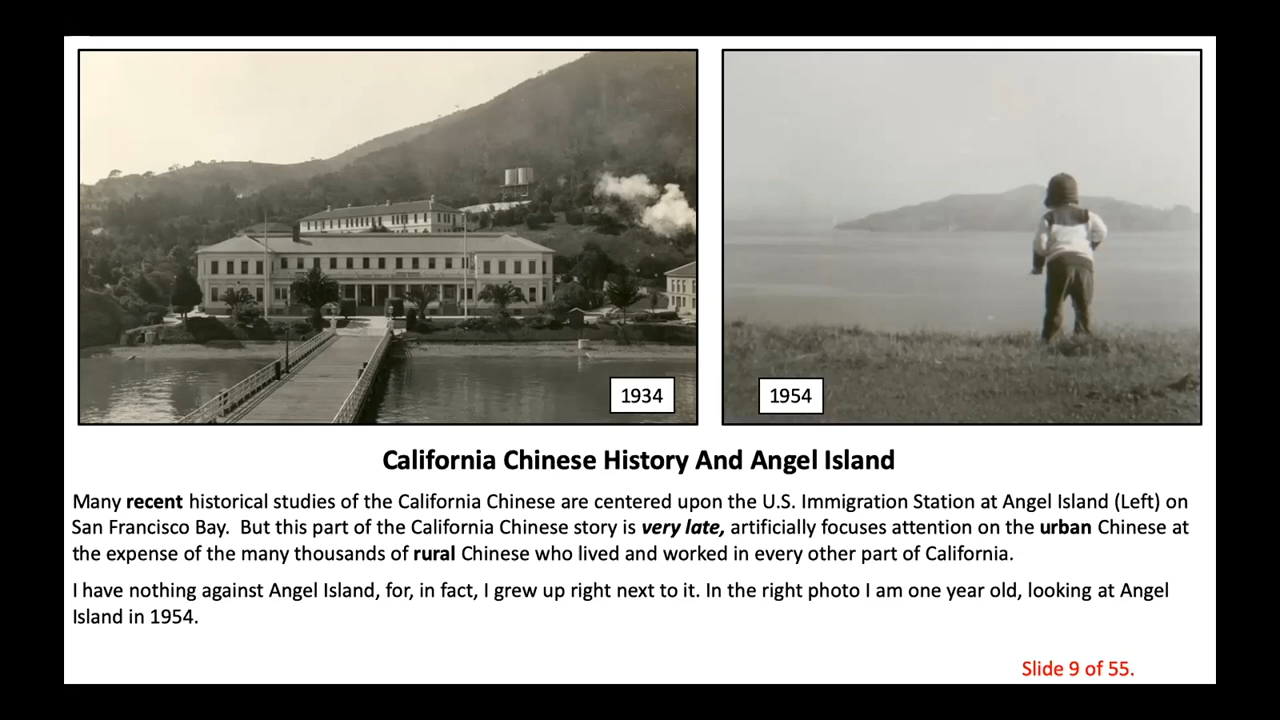 1934
1954
California Chinese History And Angel Island
Many recent historical studies of the California Chinese are centered upon the U.S. Immigration Station at Angel Island (Left) on
San Francisco Bay.  But this part of the California Chinese story is very late, artificially focuses attention on the urban Chinese at
the expense of the many thousands of rural Chinese who lived and worked in every other part of California.
I have nothing against Angel Island, for, in fact, I grew up right next to it. In the right photo I am one year old, looking at Angel
Island in 1954.
Slide 9 of 55.